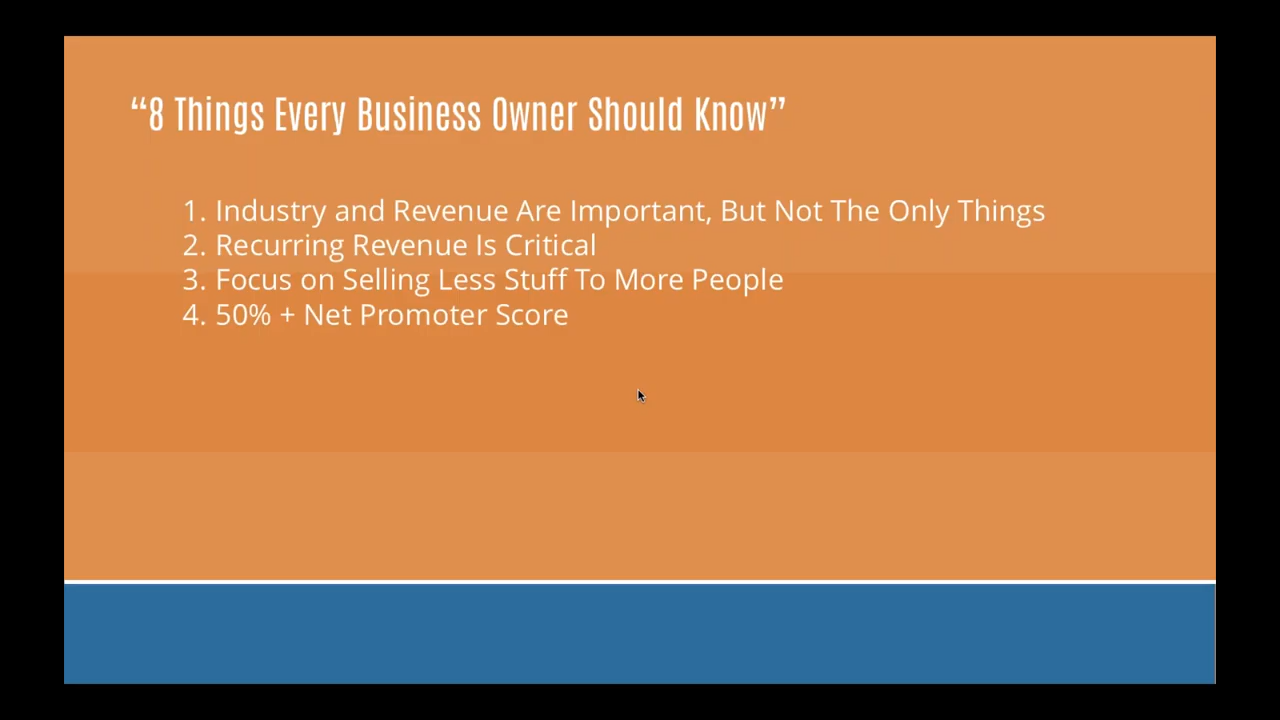 “8 Things Every Business Owner Should Know”
1. Industry and Revenue Are Important, But Not The Only Things
2. Recurring Revenue Is Critical
3. Focus on Selling Less Stuff To More People
4. 50% + Net Promoter Score